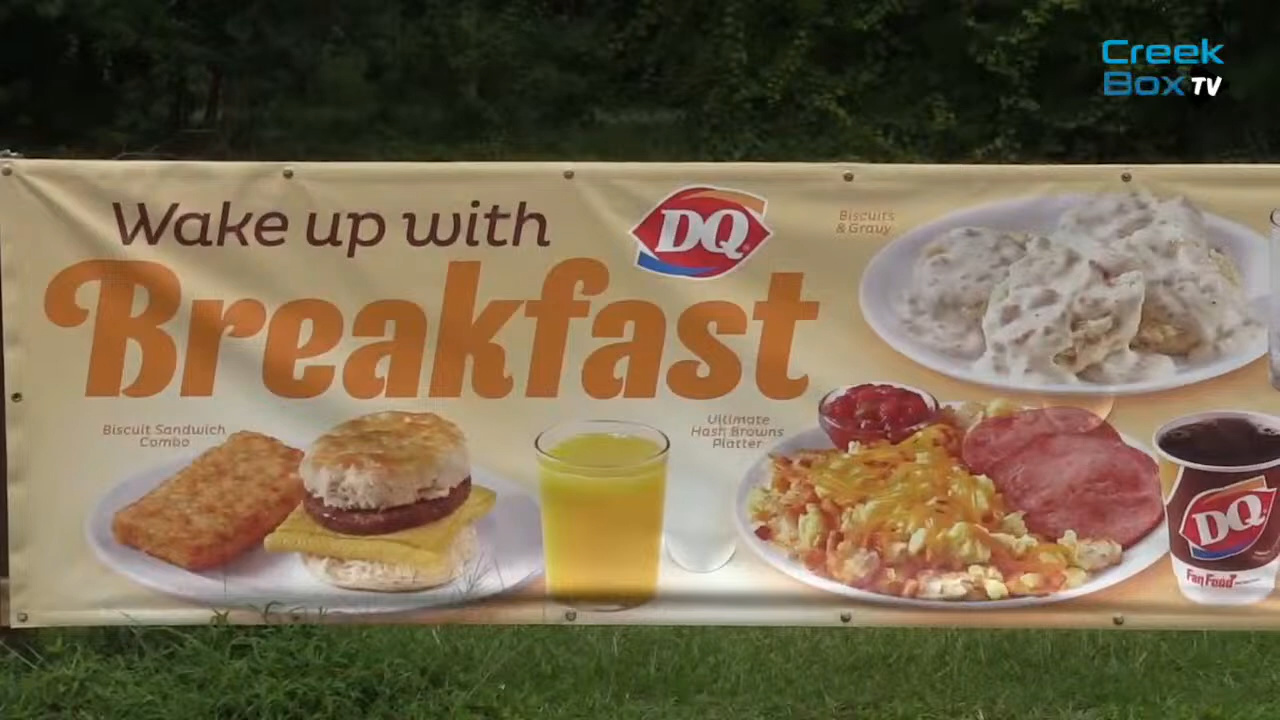 Creek
Box TV
Wake up with
DQ
Breakfast
Biscuits
& Gravy
Biscuit Sandwich
Combo
Ultimate
Hash Browns
Platter
DQ
Fan Food